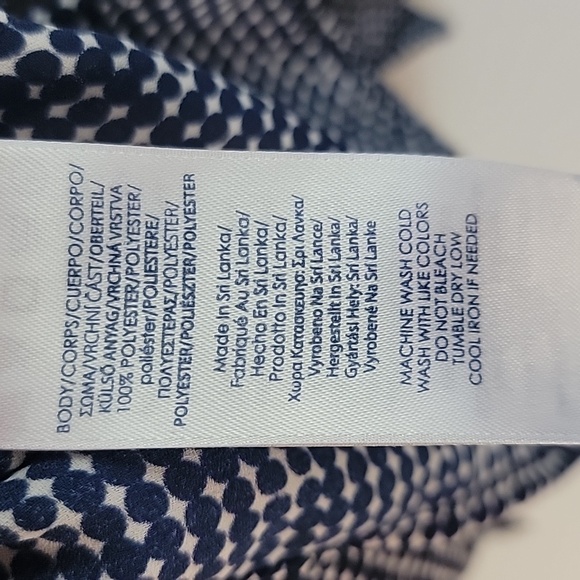 BODY/CORPS/CUERPO/CORPO/
ΣΩΜΑ/VRCHNÍ ČÁST/OBERTEIL/
KÜLSŐ ANYAG/VRCHNÁ VRSTVA
100% POLYESTER/POLYESTER/
poliéster/POLIESTERE/
ΠΟΛΥΕΣΤΕΡΑΣ/POLYESTER/
POLYESTER/POLIÉSZTER/POLYESTER
Made In Sri Lanka/
Fabriqué Au Sri Lanka/
Hecha En Sri Lanka/
Prodotto In Sri Lanka/
Χωρα Κατασκευησ: Σρι Λανκα/
Vyrobeno Na Srí Lance/
Hergestellt In Sri Lanka/
Gyártási Hely: Srí Lanka/
Vyrobené Na Srí Lanke
MACHINE WASH COLD
WASH WITH LIKE COLORS
DO NOT BLEACH
TUMBLE DRY LOW
COOL IRON IF NEEDED